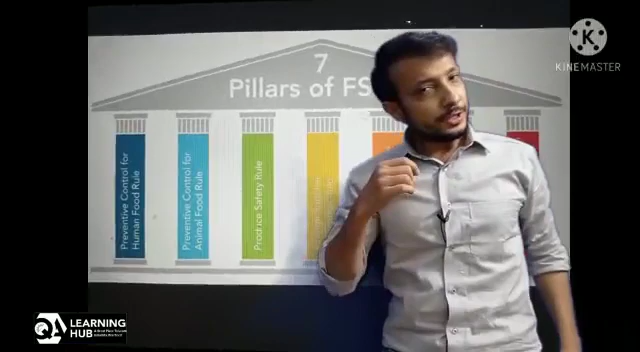 KINEMASTER
7
Pillars of FS
Preventive Control for
Human Food Rule
Preventive Control for
Animal Food Rule
Produce Safety Rule
QA LEARNING
HUB